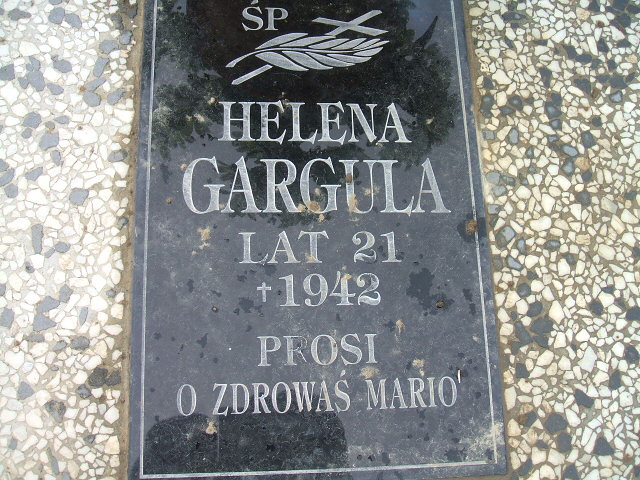 ŚP
HELENA
GARGULA
LAT 21
+1942
PROSI
O ZDROWAŚ MARIO